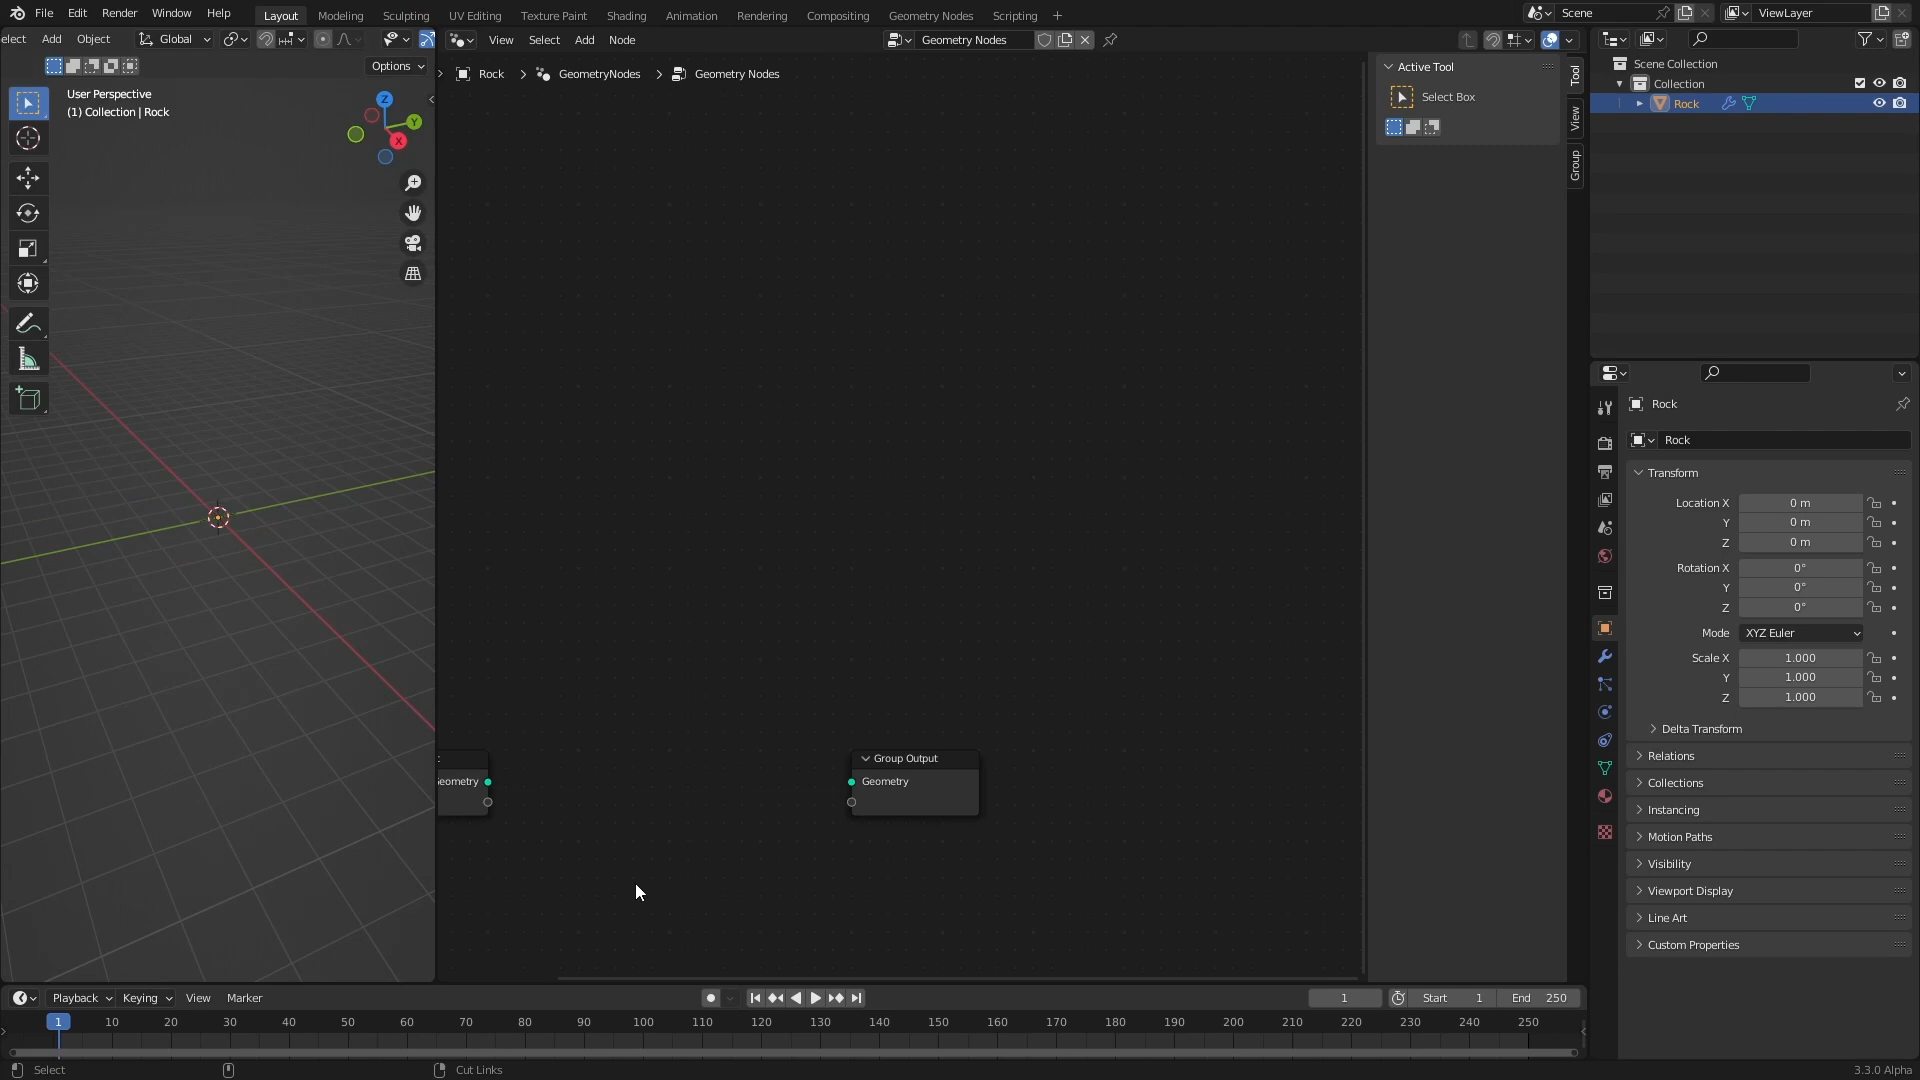 File Edit Render Window Help Layout Modeling Sculpting UV Editing Texture Paint Shading Animation Rendering Compositing Geometry Nodes Scripting Scene ViewLayer
elect Add Object Global View Select Add Node Geometry Nodes
Options
Rock GeometryNodes Geometry Nodes
User Perspective
(1) Collection | Rock
Z
Y
X
Active Tool
Select Box
Tool
View
Group
Scene Collection
Collection
Rock
Rock
Rock
Transform
Location X 0 m
Y 0 m
Z 0 m
Rotation X 0°
Y 0°
Z 0°
Mode XYZ Euler
Scale X 1.000
Y 1.000
Z 1.000
Delta Transform
Relations
Collections
Instancing
Motion Paths
Visibility
Viewport Display
Line Art
Custom Properties
Geometry
Group Output
Geometry
Playback Keying View Marker 1 Start 1 End 250
1 10 20 30 40 50 60 70 80 90 100 110 120 130 140 150 160 170 180 190 200 210 220 230 240 250
Select Cut Links 3.3.0 Alpha